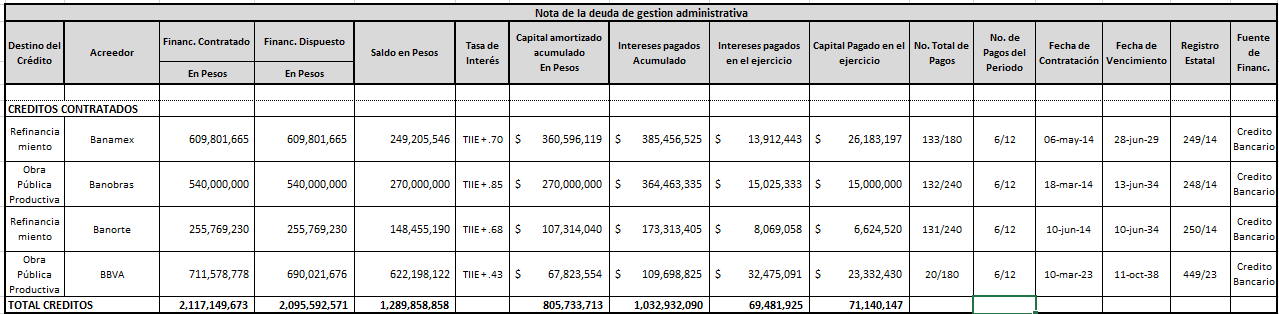 Nota de la deuda de gestion administrativa
Destino del Crédito Acreedor Financ. Contratado Financ. Dispuesto Saldo en Pesos Tasa de Interés Capital amortizado acumulado En Pesos Intereses pagados Acumulado Intereses pagados en el ejercicio Capital Pagado en el ejercicio No. Total de Pagos No. de Pagos del Periodo Fecha de Contratación Fecha de Vencimiento Registro Estatal Fuente de Financ.
En Pesos En Pesos
CREDITOS CONTRATADOS
Refinancia miento Banamex 609,801,665 609,801,665 249,205,546 TIIE + .70 $ 360,596,119 $ 385,456,525 $ 13,912,443 $ 26,183,197 133/180 6/12 06-may-14 28-jun-29 249/14 Credito Bancario
Obra Pública Productiva Banobras 540,000,000 540,000,000 270,000,000 TIIE + .85 $ 270,000,000 $ 364,463,335 $ 15,025,333 $ 15,000,000 132/240 6/12 18-mar-14 13-jun-34 248/14 Credito Bancario
Refinancia miento Banorte 255,769,230 255,769,230 148,455,190 TIIE + .68 $ 107,314,040 $ 173,313,405 $ 8,069,058 $ 6,624,520 131/240 6/12 10-jun-14 10-jun-34 250/14 Credito Bancario
Obra Pública Productiva BBVA 711,578,778 690,021,676 622,198,122 TIIE + .43 $ 67,823,554 $ 109,698,825 $ 32,475,091 $ 23,332,430 20/180 6/12 10-mar-23 11-oct-38 449/23 Credito Bancario
TOTAL CREDITOS 2,117,149,673 2,095,592,571 1,289,858,858 805,733,713 1,032,932,090 69,481,925 71,140,147